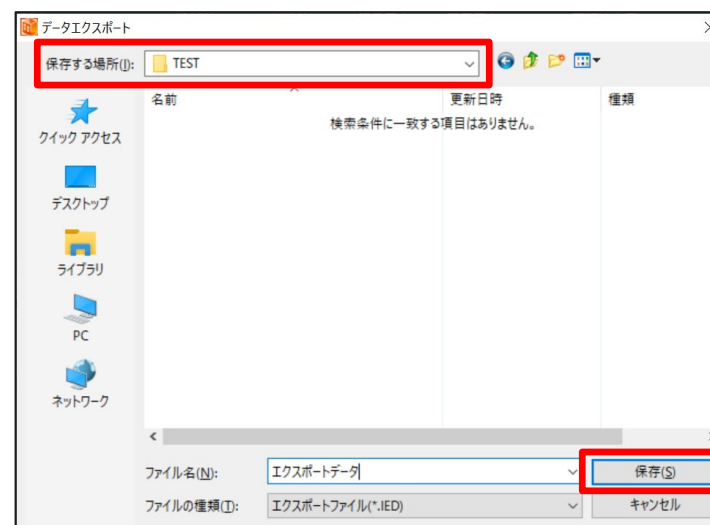 データエクスポート
保存する場所(I): TEST
名前 更新日時 種類
検索条件に一致する項目はありません。
クイック アクセス
デスクトップ
ライブラリ
PC
ネットワーク
ファイル名(N): エクスポートデータ 保存(S)
ファイルの種類(T): エクスポートファイル(*.IED) キャンセル